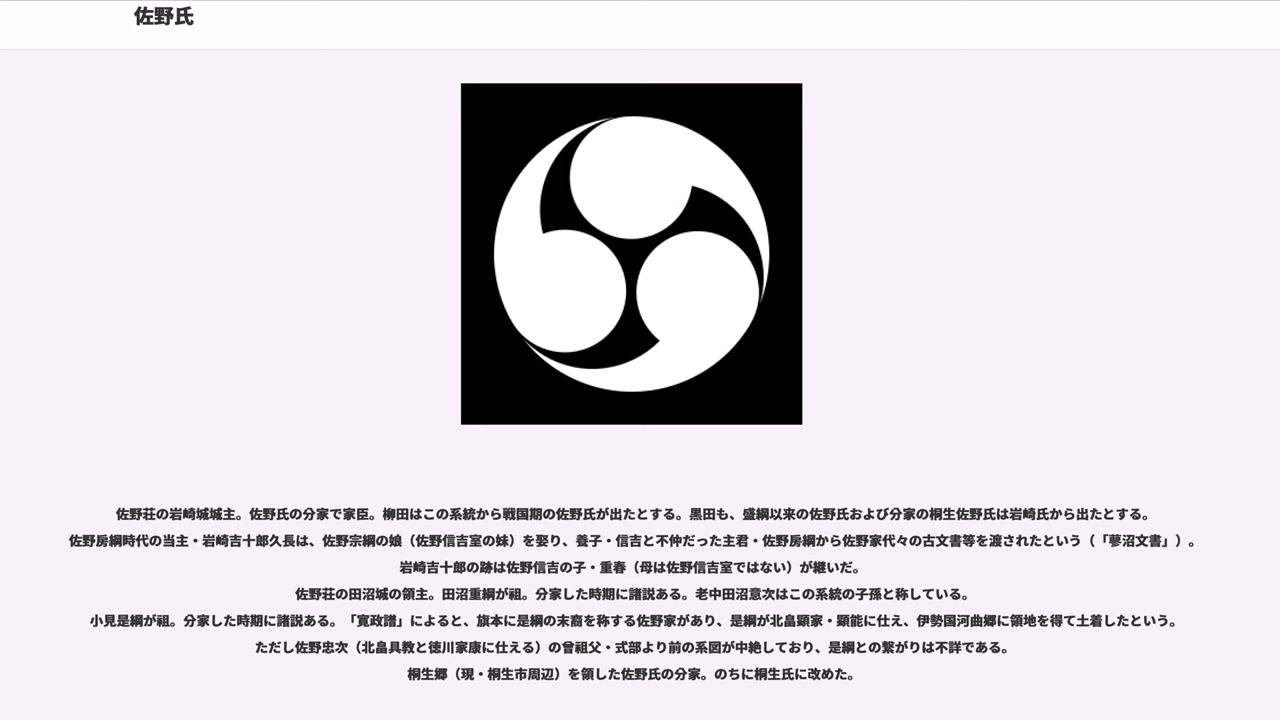 佐野氏
佐野荘の岩崎城城主。佐野氏の分家で家臣。柳田はこの系統から戦国期の佐野氏が出たとする。黒田も、盛綱以来の佐野氏および分家の桐生佐野氏は岩崎氏から出たとする。
佐野房綱時代の当主・岩崎吉十郎久長は、佐野宗綱の娘（佐野信吉室の妹）を娶り、養子・信吉と不仲だった主君・佐野房綱から佐野家代々の古文書等を渡されたという（「蓼沼文書」）。
岩崎吉十郎の跡は佐野信吉の子・重春（母は佐野信吉室ではない）が継いだ。
佐野荘の田沼城の領主。田沼重綱が祖。分家した時期に諸説ある。老中田沼意次はこの系統の子孫と称している。
小見是綱が祖。分家した時期に諸説ある。「寛政譜」によると、旗本に是綱の末裔を称する佐野家があり、是綱が北畠顕家・顕能に仕え、伊勢国河曲郷に領地を得て土着したという。
ただし佐野忠次（北畠具教と徳川家康に仕える）の曾祖父・式部より前の系図が中絶しており、是綱との繋がりは不詳である。
桐生郷（現・桐生市周辺）を領した佐野氏の分家。のちに桐生氏に改めた。